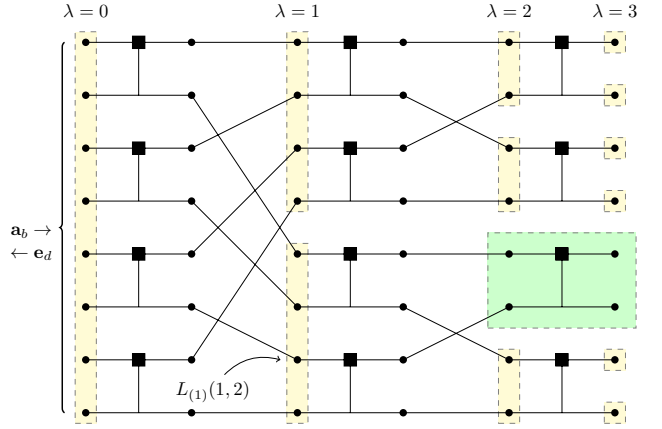 λ = 0
λ = 1
λ = 2
λ = 3
𝐚_b →
← 𝐞_d
L_{(1)}(1, 2)